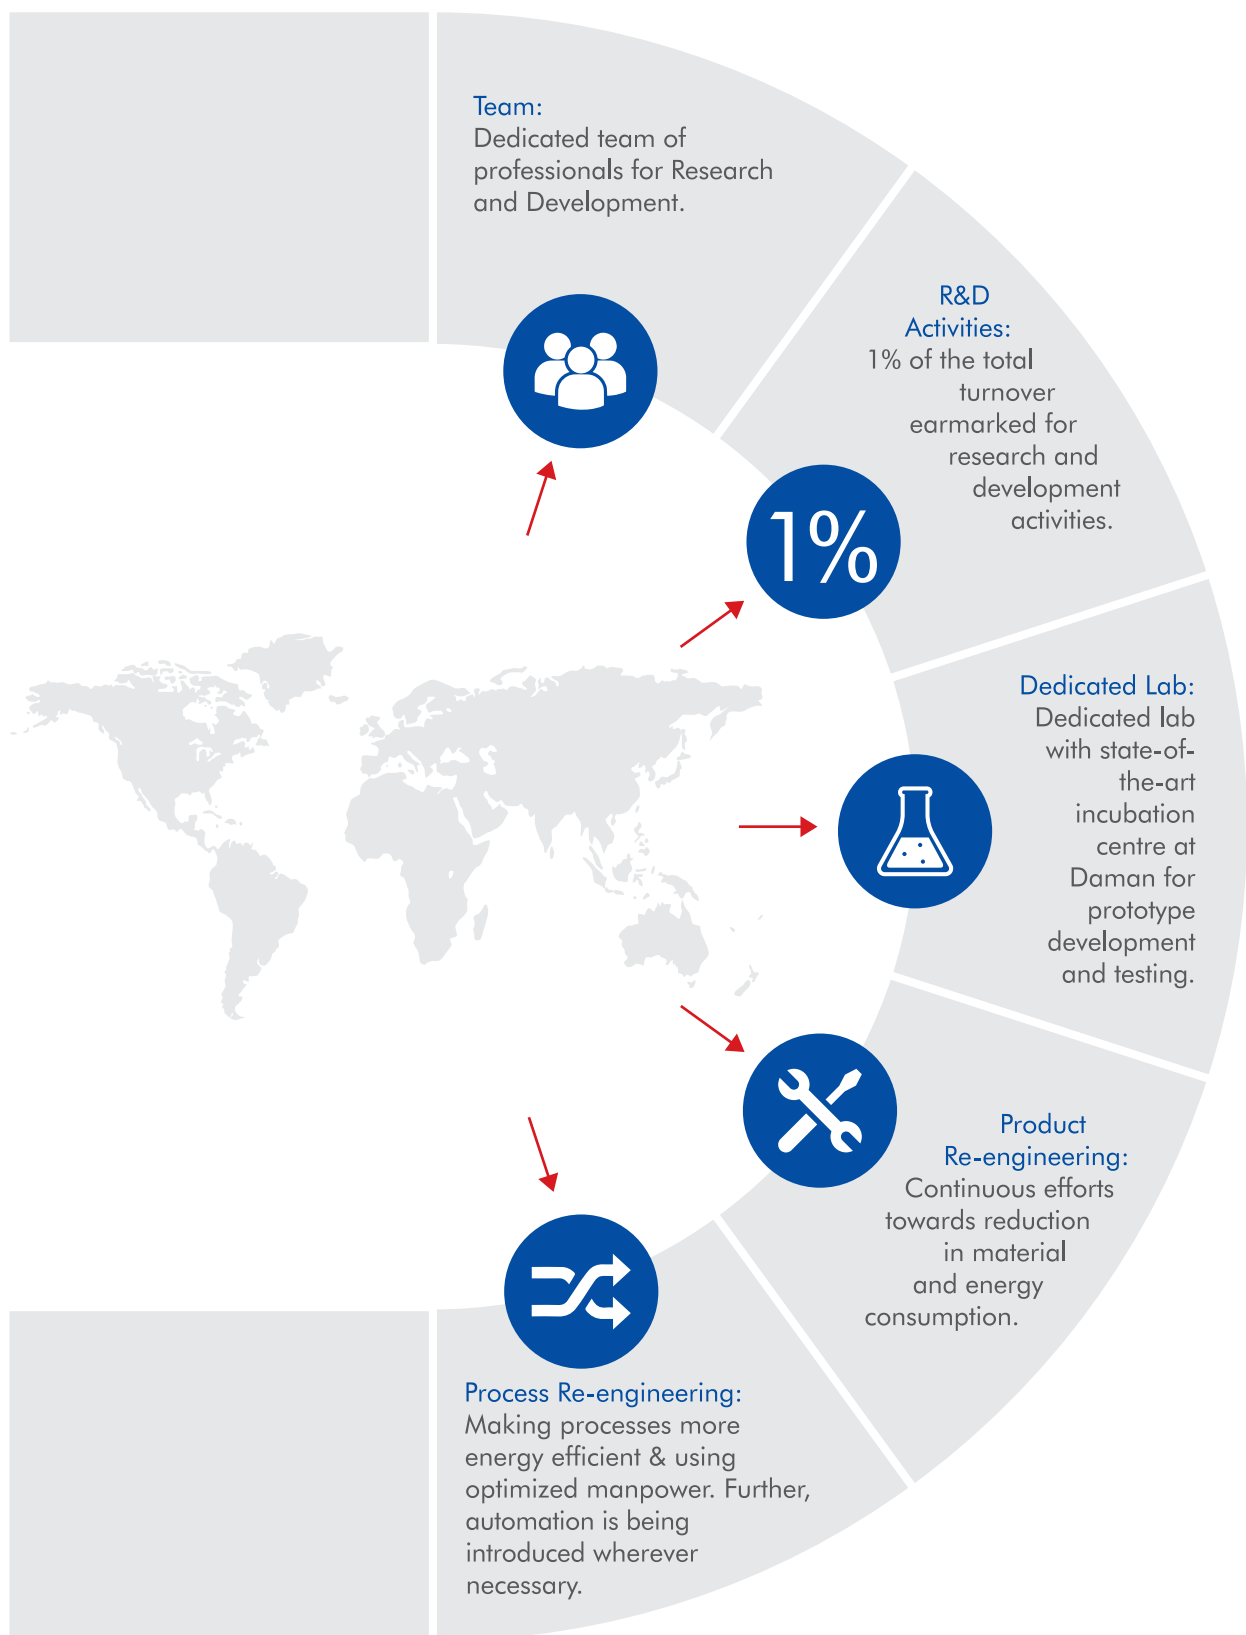 Team:
Dedicated team of
professionals for Research
and Development.
R&D
Activities:
1% of the total
turnover
earmarked for
research and
development
activities.
1%
Dedicated Lab:
Dedicated lab
with state-of-
the-art
incubation
centre at
Daman for
prototype
development
and testing.
Product
Re-engineering:
Continuous efforts
towards reduction
in material
and energy
consumption.
Process Re-engineering:
Making processes more
energy efficient & using
optimized manpower. Further,
automation is being
introduced wherever
necessary.